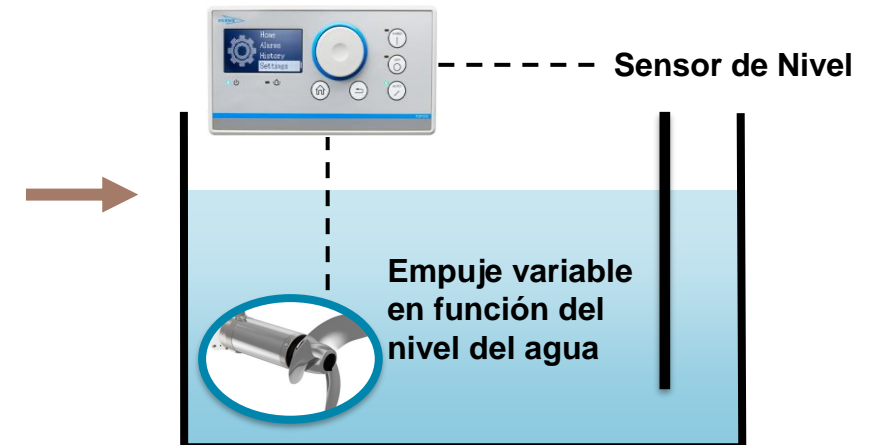 Home
Alarms
History
Settings
Sensor de Nivel
Empuje variable
en función del
nivel del agua